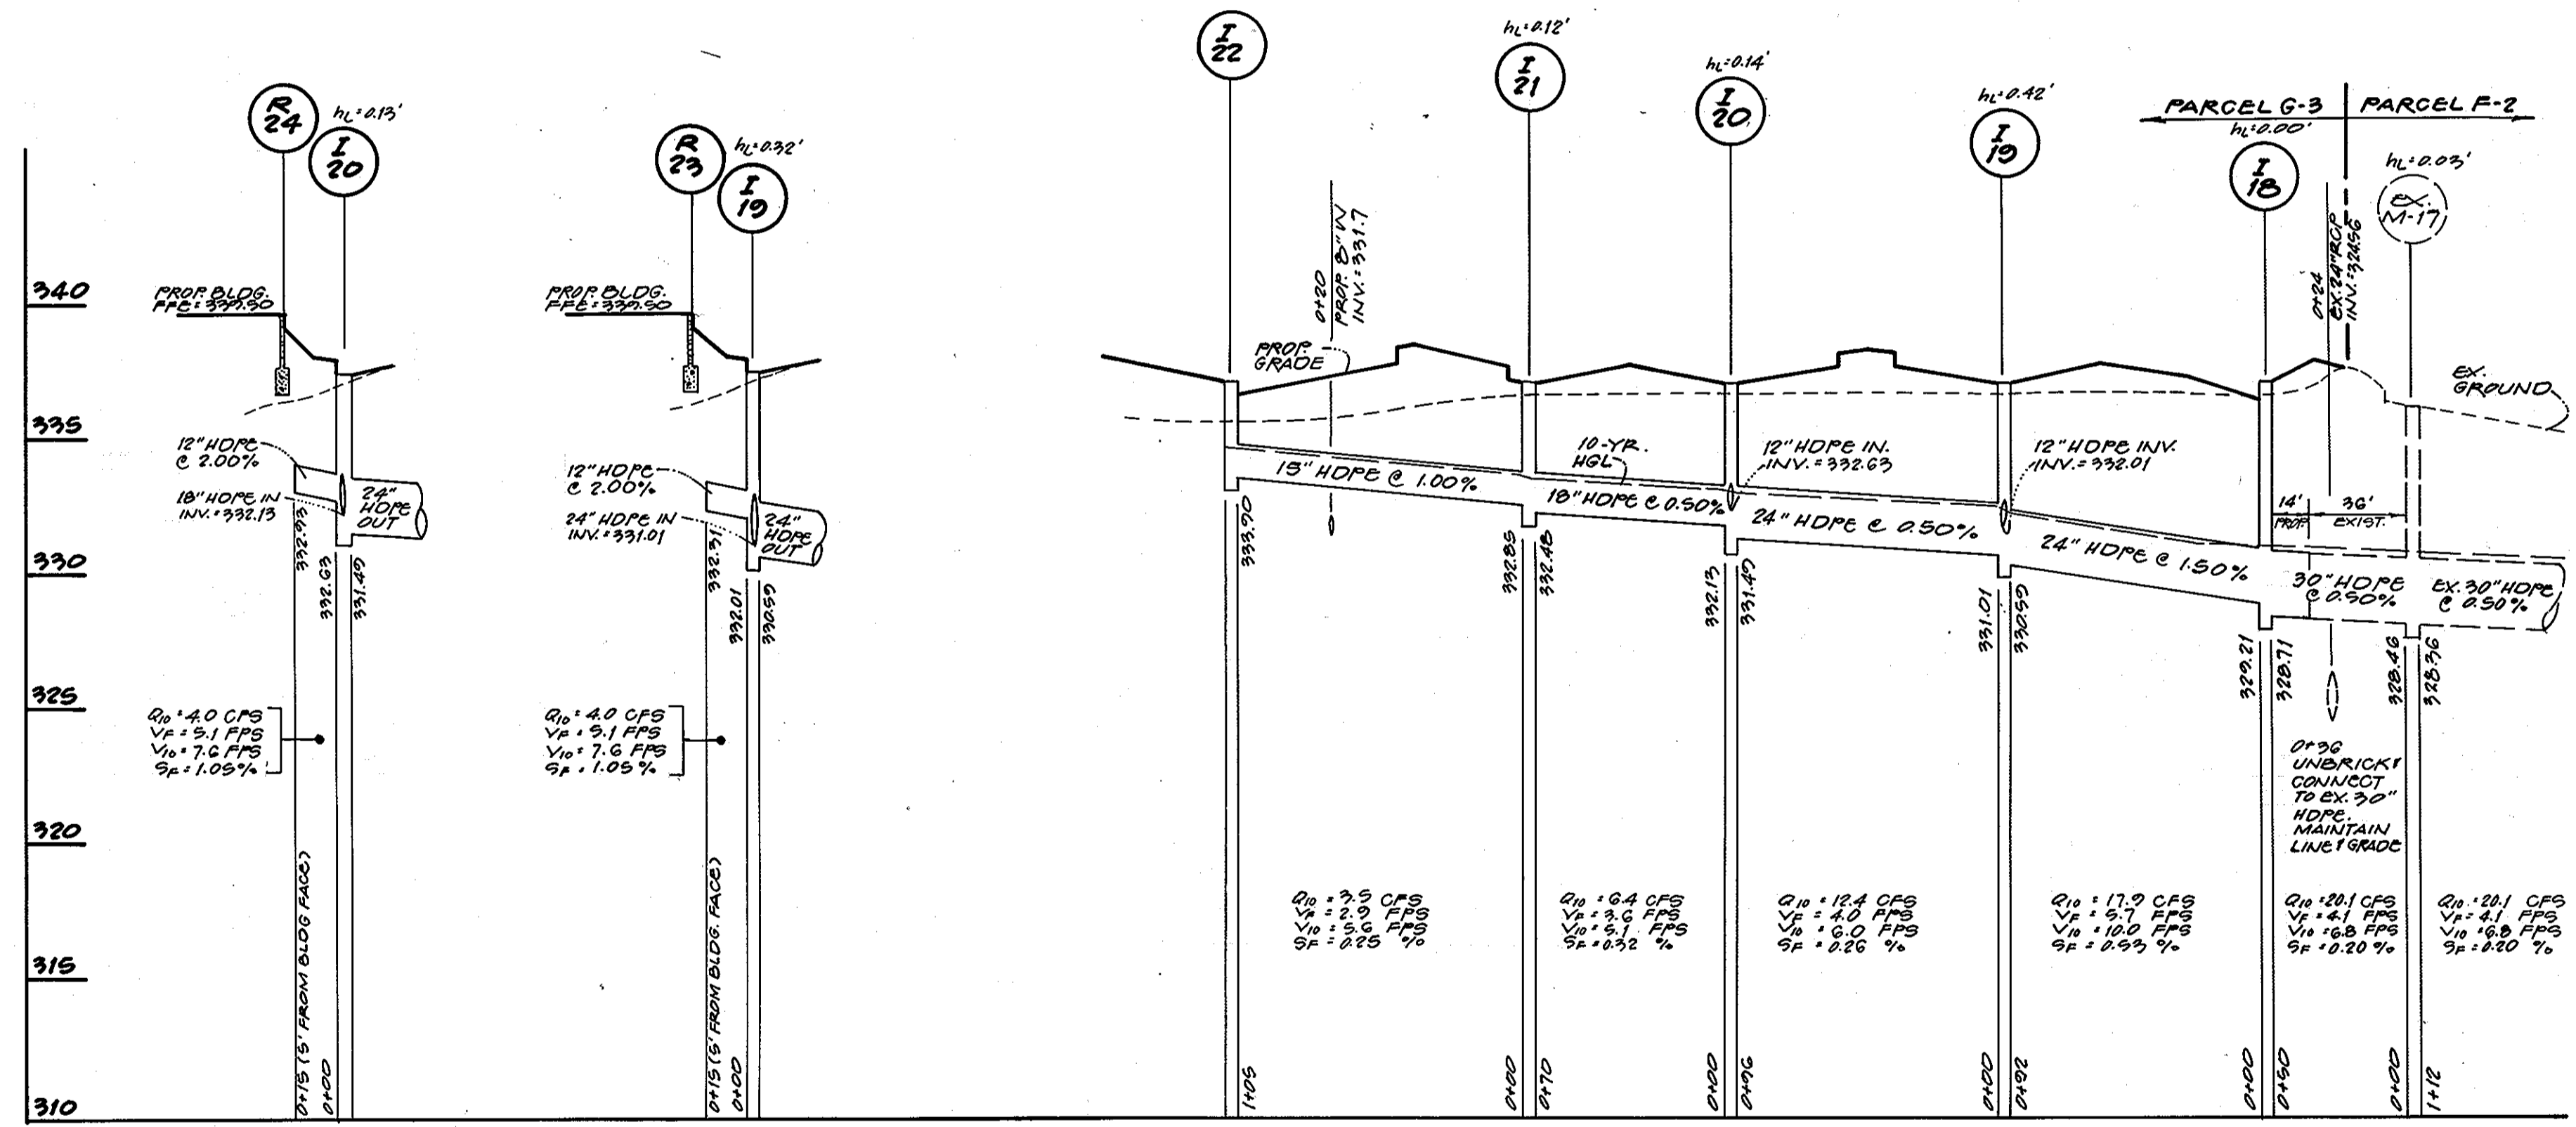 R
24
hL=0.13'
I
20
PROP. BLDG.
FFE=339.50
12" HDPE
@ 2.00%
18" HDPE IN
INV.=332.13
24"
HDPE
OUT
332.93
332.63
331.49
Q10=4.0 CFS
VF=5.1 FPS
V10=7.6 FPS
SF=1.05%
0+15 (5' FROM BLDG FACE)
0+00
R
23
hL=0.32'
I
19
PROP. BLDG.
FFE=339.50
12" HDPE
@ 2.00%
24" HDPE IN
INV.=331.01
24"
HDPE
OUT
332.31
332.01
330.59
Q10=4.0 CFS
VF=5.1 FPS
V10=7.6 FPS
SF=1.05%
0+15 (5' FROM BLDG. FACE)
0+00
340
335
330
325
320
315
310
I
22
hL=0.12'
I
21
hL=0.14'
I
20
hL=0.42'
I
19
PARCEL G-3
PARCEL F-2
hL=0.00'
I
18
hL=0.03'
EX.
M-17
0+20
PROP. 8" W
INV.=331.7
0+24
EX. 24" RCP
INV.=324.56
PROP.
GRADE
EX.
GROUND
10-YR.
HGL
12" HDPE IN.
INV.=332.63
12" HDPE INV.
INV.=332.01
15" HDPE @ 1.00%
18" HDPE @ 0.50%
24" HDPE @ 0.50%
24" HDPE @ 1.50%
14'
PROP.
36'
EXIST.
30" HDPE
@ 0.50%
EX. 30" HDPE
@ 0.50%
333.90
332.85
332.48
332.13
331.49
331.01
330.59
329.21
328.71
328.46
328.36
0+36
UNBRICK &
CONNECT
TO EX. 30"
HDPE.
MAINTAIN
LINE & GRADE
Q10=3.5 CFS
VF=2.9 FPS
V10=5.6 FPS
SF=0.25 %
Q10=6.4 CFS
VF=3.6 FPS
V10=5.1 FPS
SF=0.32 %
Q10=12.4 CFS
VF=4.0 FPS
V10=6.0 FPS
SF=0.26 %
Q10=17.9 CFS
VF=5.7 FPS
V10=10.0 FPS
SF=0.53 %
Q10=20.1 CFS
VF=4.1 FPS
V10=6.8 FPS
SF=0.20 %
Q10=20.1 CFS
VF=4.1 FPS
V10=6.8 FPS
SF=0.20 %
1+05
0+00
0+70
0+00
0+96
0+00
0+92
0+00
0+50
0+00
1+12